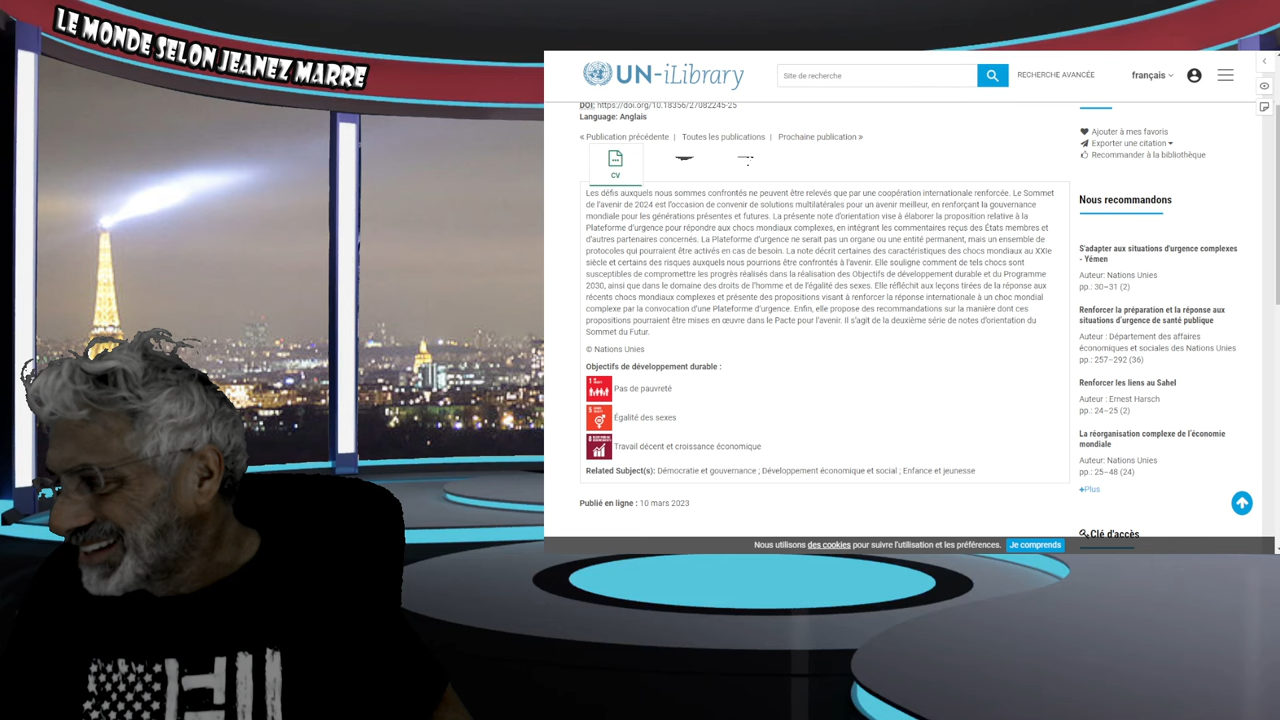 LE MONDE SELON JEANEZ MARRE
UN-iLibrary
Site de recherche
RECHERCHE AVANCÉE
français
DOI: https://doi.org/10.18356/27082245-25
Language: Anglais
« Publication précédente | Toutes les publications | Prochaine publication »
CV
Les défis auxquels nous sommes confrontés ne peuvent être relevés que par une coopération internationale renforcée. Le Sommet
de l'avenir de 2024 est l'occasion de convenir de solutions multilatérales pour un avenir meilleur, en renforçant la gouvernance
mondiale pour les générations présentes et futures. La présente note d'orientation vise à élaborer la proposition relative à la
Plateforme d'urgence pour répondre aux chocs mondiaux complexes, en intégrant les commentaires reçus des États membres et
d'autres partenaires concernés. La Plateforme d'urgence ne serait pas un organe ou une entité permanent, mais un ensemble de
protocoles qui pourraient être activés en cas de besoin. La note décrit certaines des caractéristiques des chocs mondiaux au XXIe
siècle et certains des risques auxquels nous pourrions être confrontés à l'avenir. Elle souligne comment de tels chocs sont
susceptibles de compromettre les progrès réalisés dans la réalisation des Objectifs de développement durable et du Programme
2030, ainsi que dans le domaine des droits de l'homme et de l'égalité des sexes. Elle réfléchit aux leçons tirées de la réponse aux
récents chocs mondiaux complexes et présente des propositions visant à renforcer la réponse internationale à un choc mondial
complexe par la convocation d'une Plateforme d'urgence. Enfin, elle propose des recommandations sur la manière dont ces
propositions pourraient être mises en œuvre dans le Pacte pour l'avenir. Il s'agit de la deuxième série de notes d'orientation du
Sommet du Futur.
© Nations Unies
Objectifs de développement durable :
Pas de pauvreté
Égalité des sexes
Travail décent et croissance économique
Related Subject(s): Démocratie et gouvernance ; Développement économique et social ; Enfance et jeunesse
Publié en ligne : 10 mars 2023
Ajouter à mes favoris
Exporter une citation
Recommander à la bibliothèque
Nous recommandons
S'adapter aux situations d'urgence complexes
- Yémen
Auteur: Nations Unies
pp.: 30–31 (2)
Renforcer la préparation et la réponse aux
situations d'urgence de santé publique
Auteur : Département des affaires
économiques et sociales des Nations Unies
pp.: 257–292 (36)
Renforcer les liens au Sahel
Auteur : Ernest Harsch
pp.: 24–25 (2)
La réorganisation complexe de l'économie
mondiale
Auteur: Nations Unies
pp.: 25–48 (24)
+Plus
Clé d'accès
Nous utilisons des cookies pour suivre l'utilisation et les préférences. Je comprends